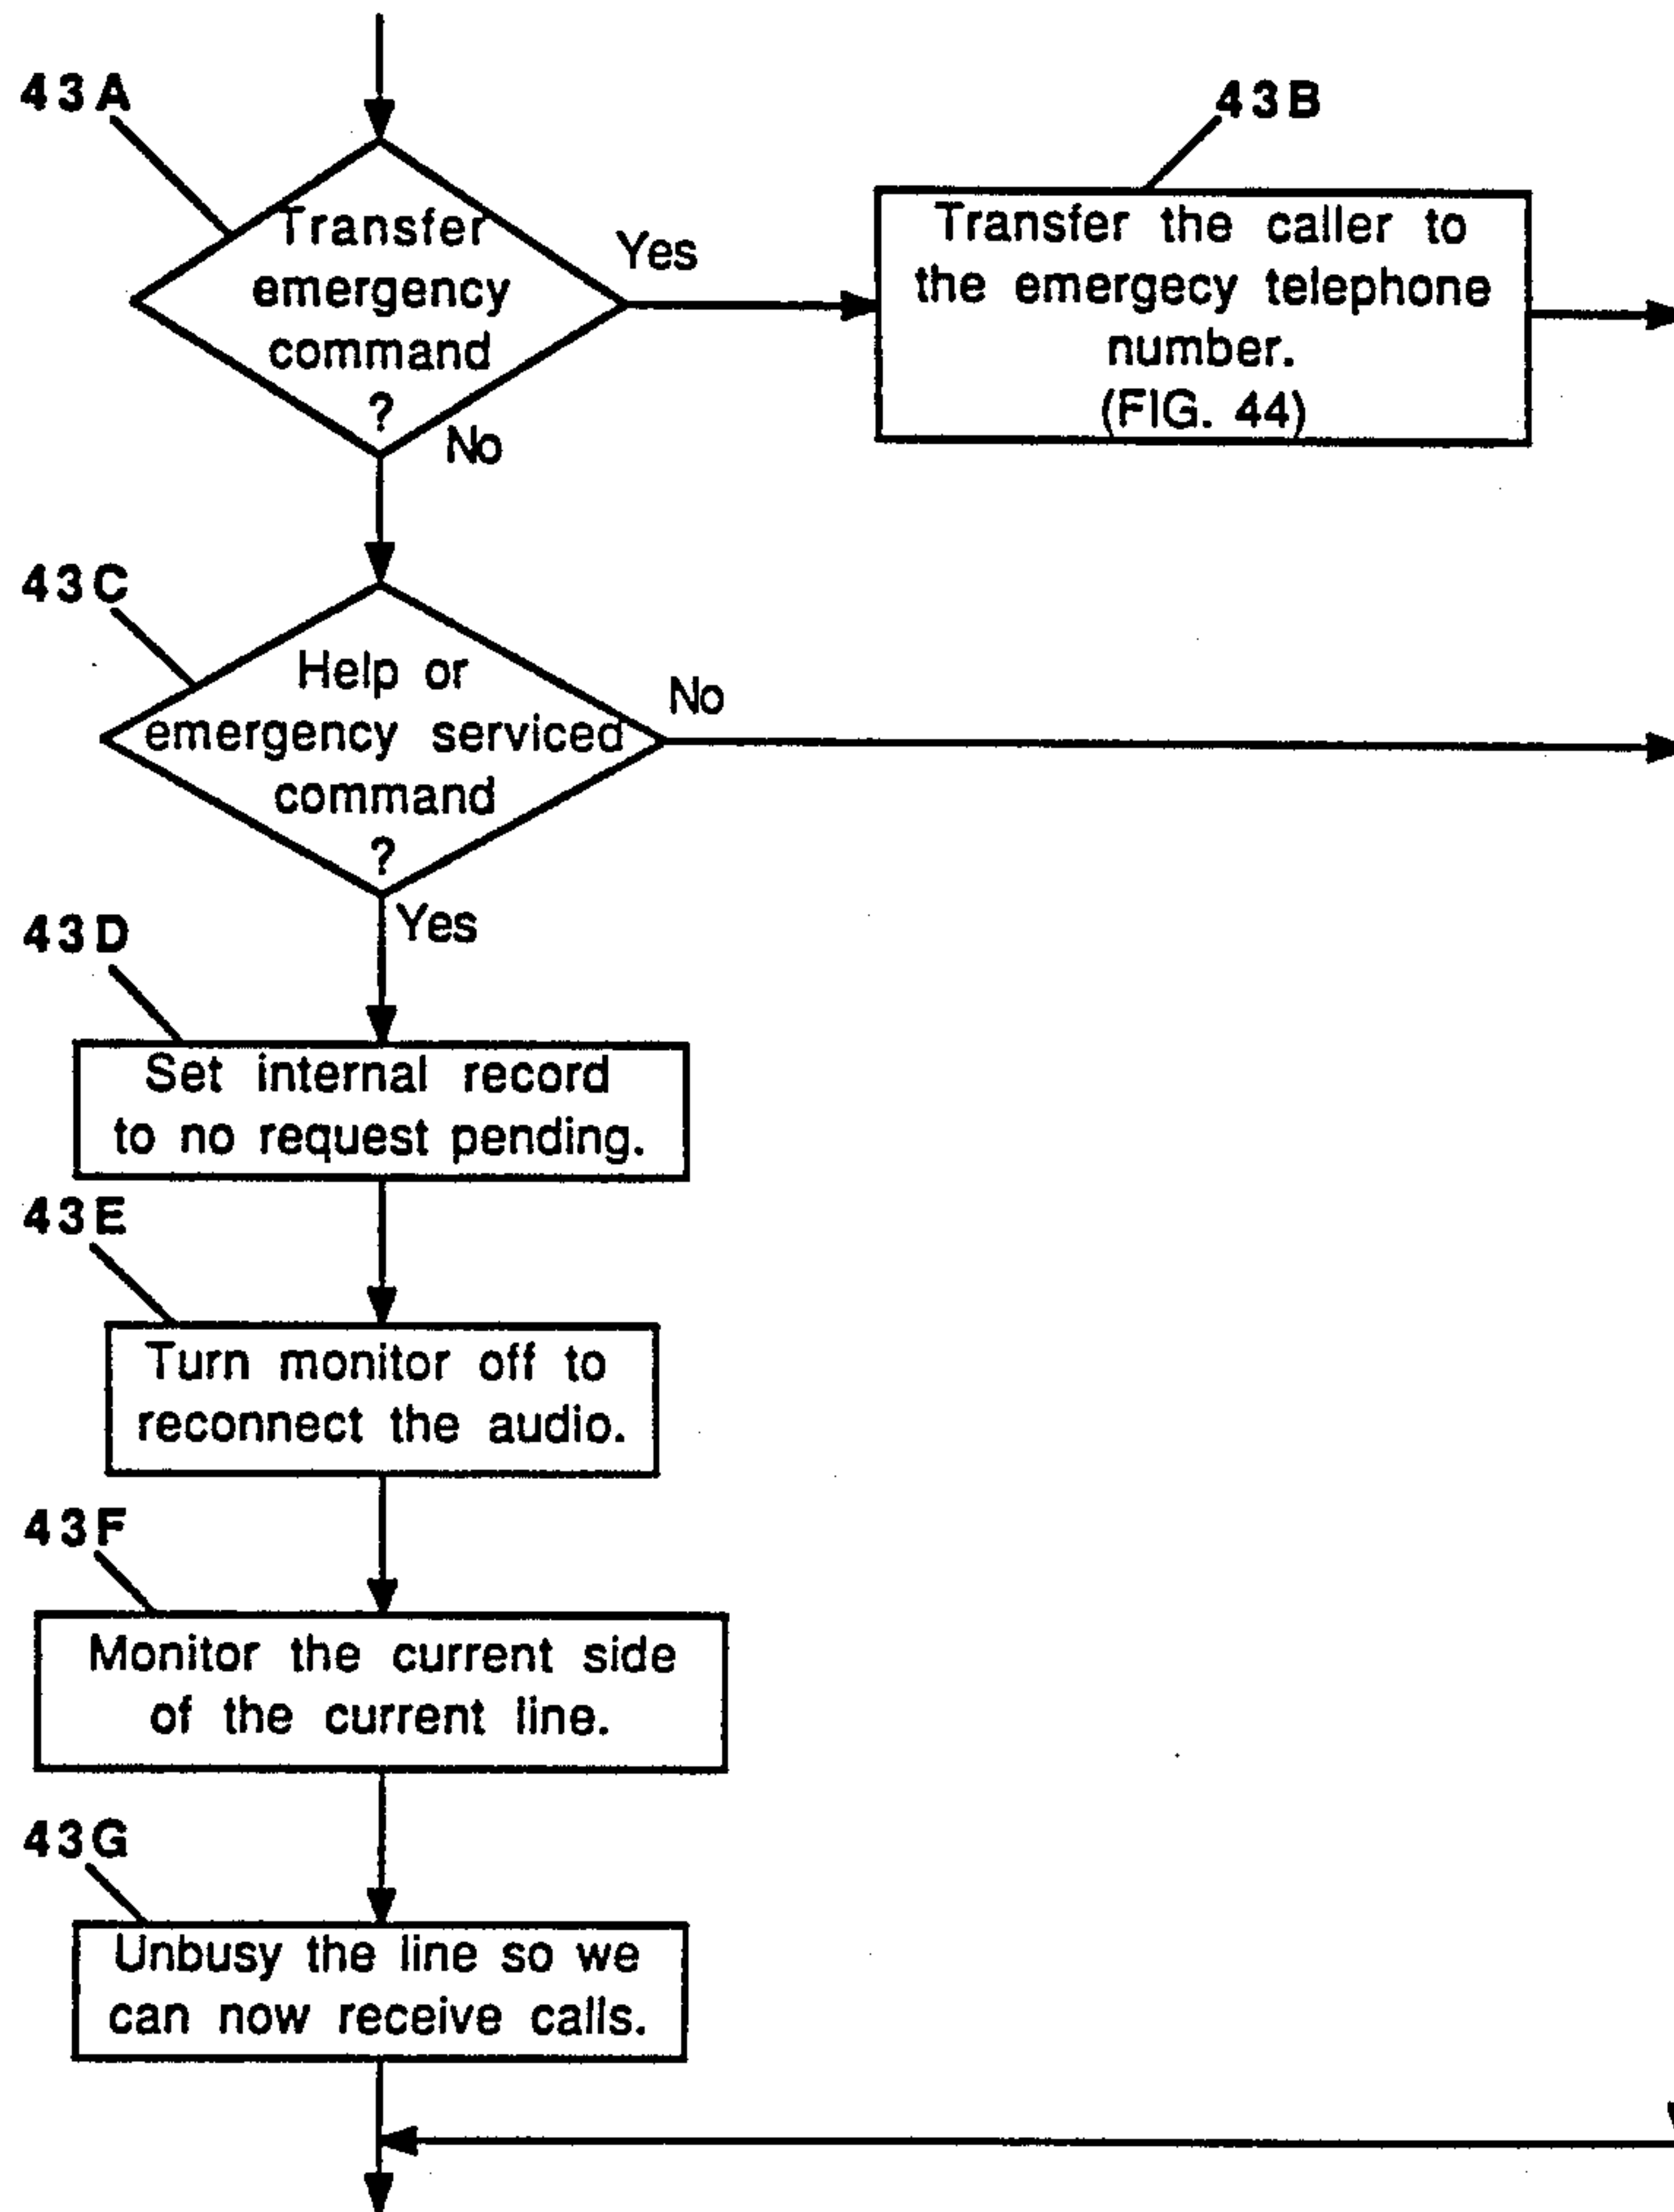 43A
Transfer
emergency
command
?
Yes
No
43B
Transfer the caller to
the emergecy telephone
number.
(FIG. 44)
43C
Help or
emergency serviced
command
?
No
Yes
43D
Set internal record
to no request pending.
43E
Turn monitor off to
reconnect the audio.
43F
Monitor the current side
of the current line.
43G
Unbusy the line so we
can now receive calls.